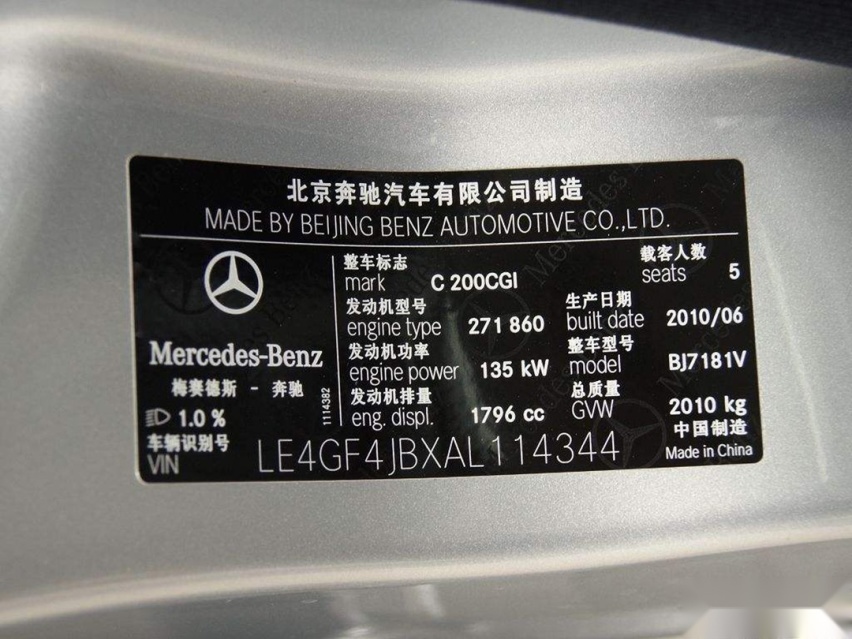 北京奔驰汽车有限公司制造
MADE BY BEIJING BENZ AUTOMOTIVE CO.,LTD.
整车标志
mark C 200CGI
载客人数
seats 5
发动机型号
engine type 271 860
生产日期
built date 2010/06
发动机功率
engine power 135 kW
整车型号
model BJ7181V
发动机排量
eng. displ. 1796 cc
总质量
GVW 2010 kg
Mercedes-Benz
梅赛德斯 - 奔驰
1.0 %
1114382
车辆识别号
VIN LE4GF4JBXAL114344
中国制造
Made in China